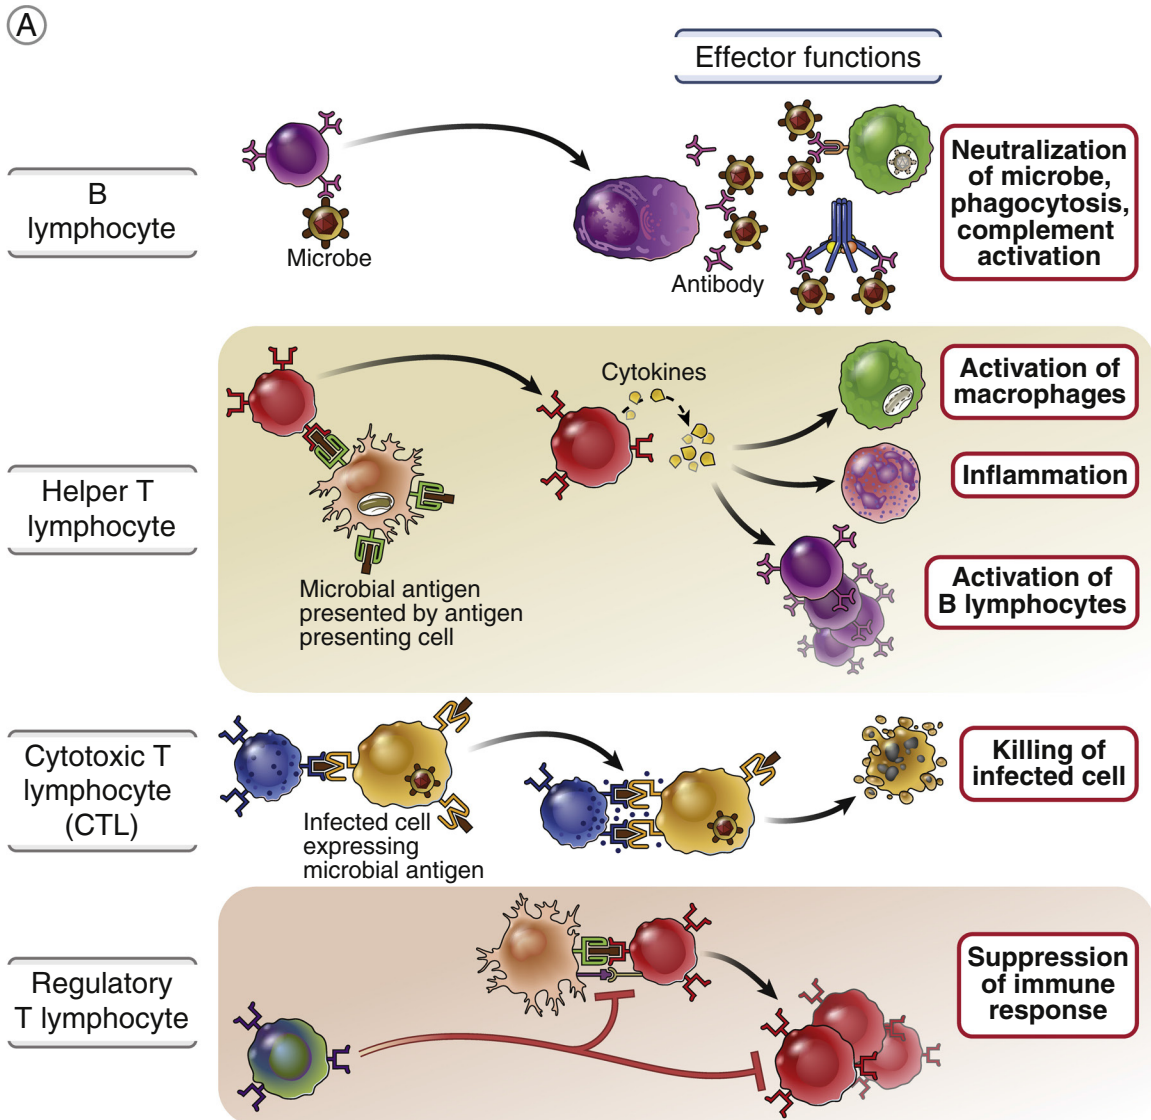 A
Effector functions
B
lymphocyte
Microbe
Antibody
Neutralization
of microbe,
phagocytosis,
complement
activation
Helper T
lymphocyte
Microbial antigen
presented by antigen
presenting cell
Cytokines
Activation of
macrophages
Inflammation
Activation of
B lymphocytes
Cytotoxic T
lymphocyte
(CTL)
Infected cell
expressing
microbial antigen
Killing of
infected cell
Regulatory
T lymphocyte
Suppression
of immune
response